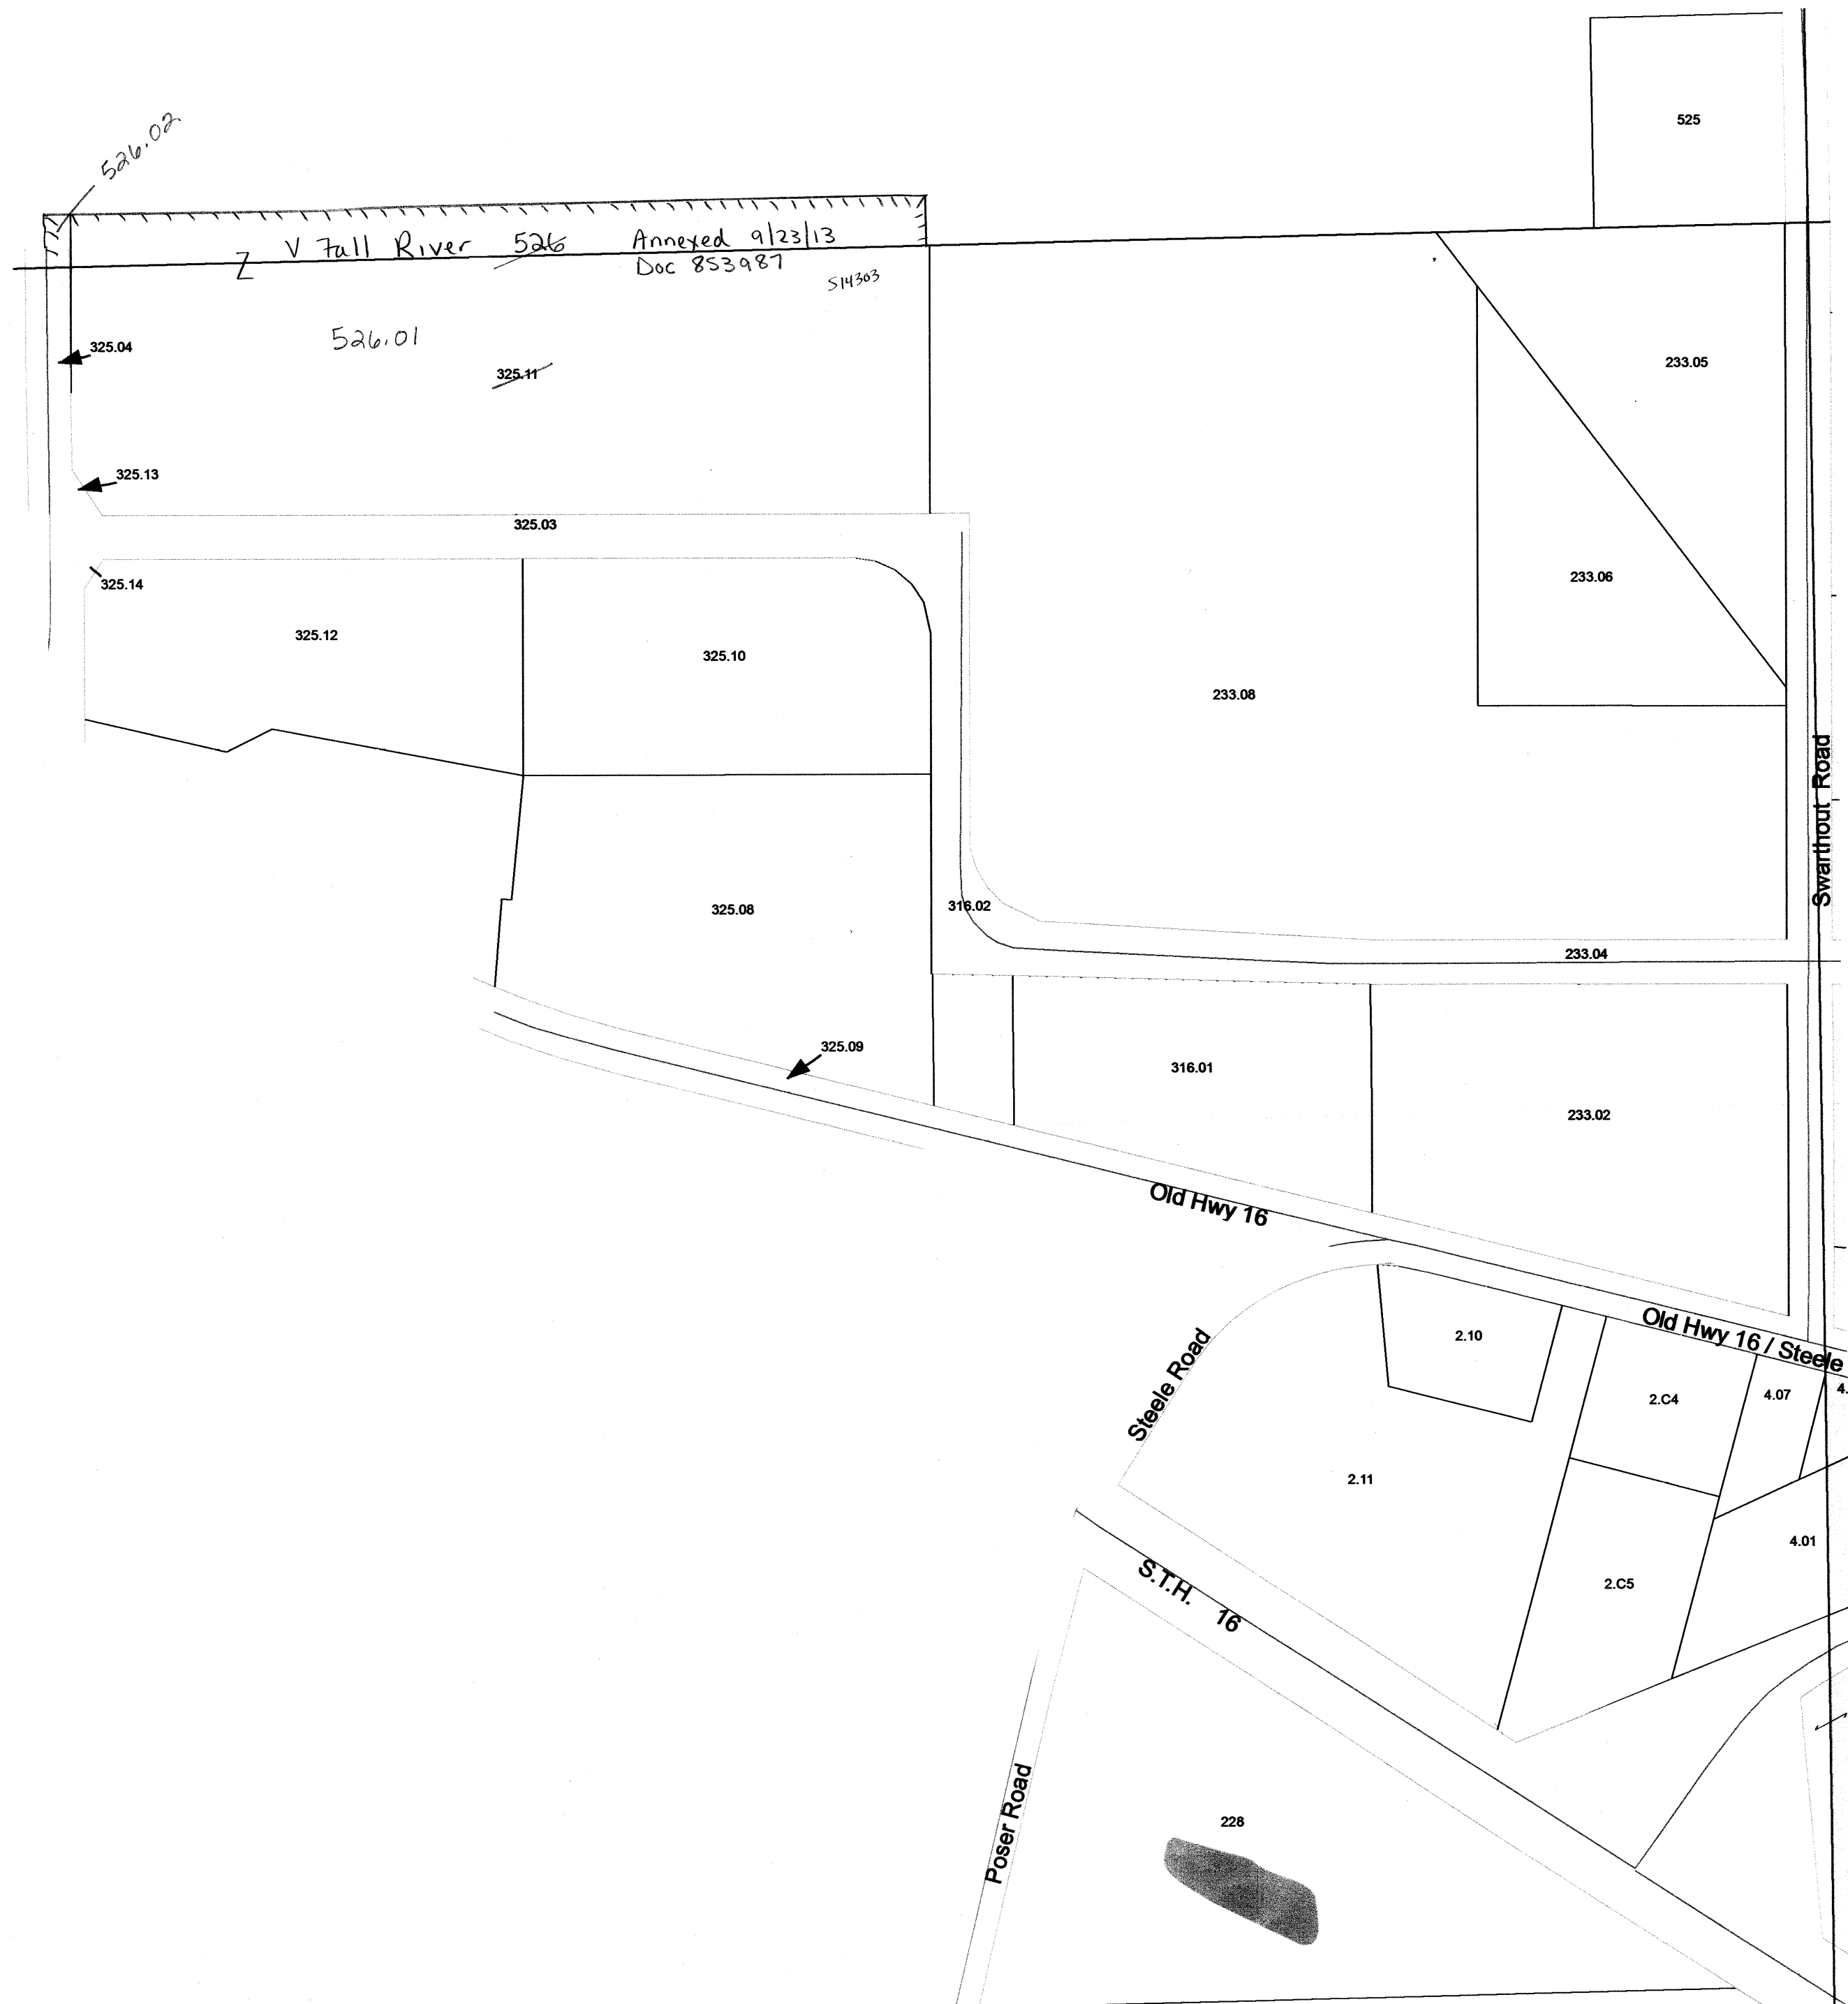 525
526.02
V Fall River 526 Annexed 9/23/13
Z
Doc 853987
514303
526.01
325.04
233.05
325.11
325.13
325.03
325.14
233.06
325.12
325.10
233.08
Swarthout Road
325.08
316.02
233.04
325.09
316.01
233.02
Old Hwy 16
Old Hwy 16 / Steele
Steele Road
2.10
2.C4
4.07
4.
2.11
4.01
S.T.H. 16
2.C5
Poser Road
228